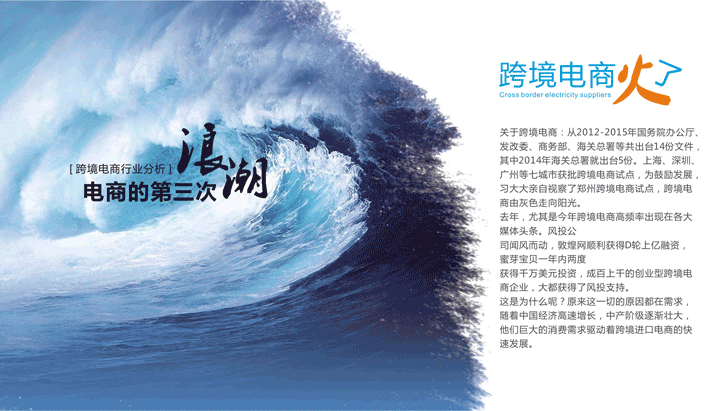 [ 跨境电商行业分析 ]
电商的第三次
浪潮
跨境电商火了
Cross border electricity suppliers
关于跨境电商：从2012-2015年国务院办公厅、
发改委、商务部、海关总署等共出台14份文件，
其中2014年海关总署就出台5份。上海、深圳、
广州等七城市获批跨境电商试点，为鼓励发展，
习大大亲自视察了郑州跨境电商试点，跨境电
商由灰色走向阳光。
去年，尤其是今年跨境电商高频率出现在各大
媒体头条。风投公
司闻风而动，敦煌网顺利获得D轮上亿融资，
蜜芽宝贝一年内两度
获得千万美元投资，成百上千的创业型跨境电
商企业，大都获得了风投支持。
这是为什么呢？原来这一切的原因都在需求，
随着中国经济高速增长，中产阶级逐渐壮大，
他们巨大的消费需求驱动着跨境进口电商的快
速发展。